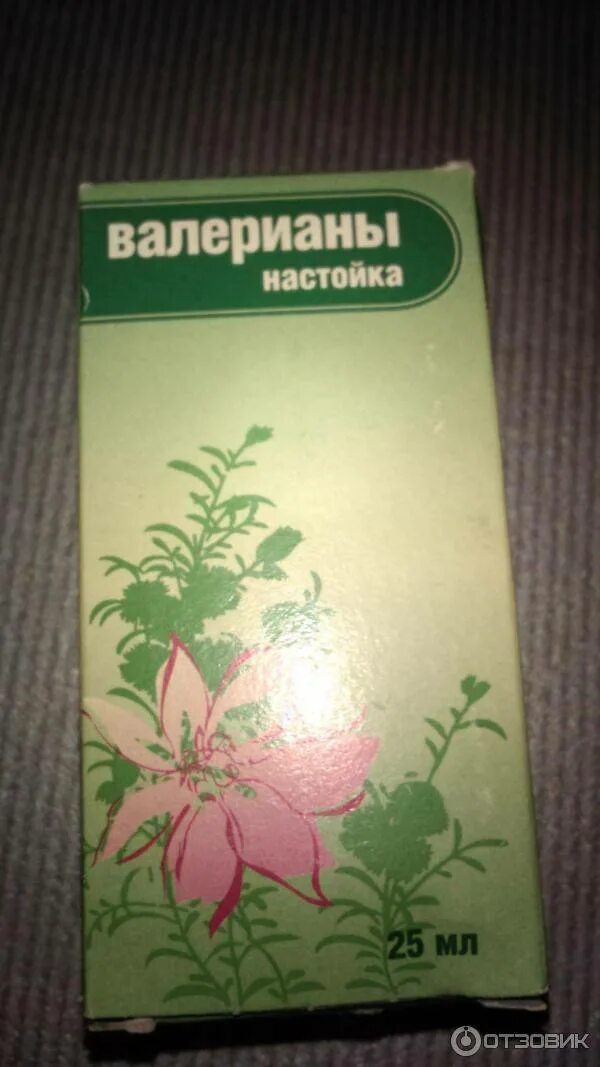 валерианы
настойка
25 мл
ОТЗОВИК